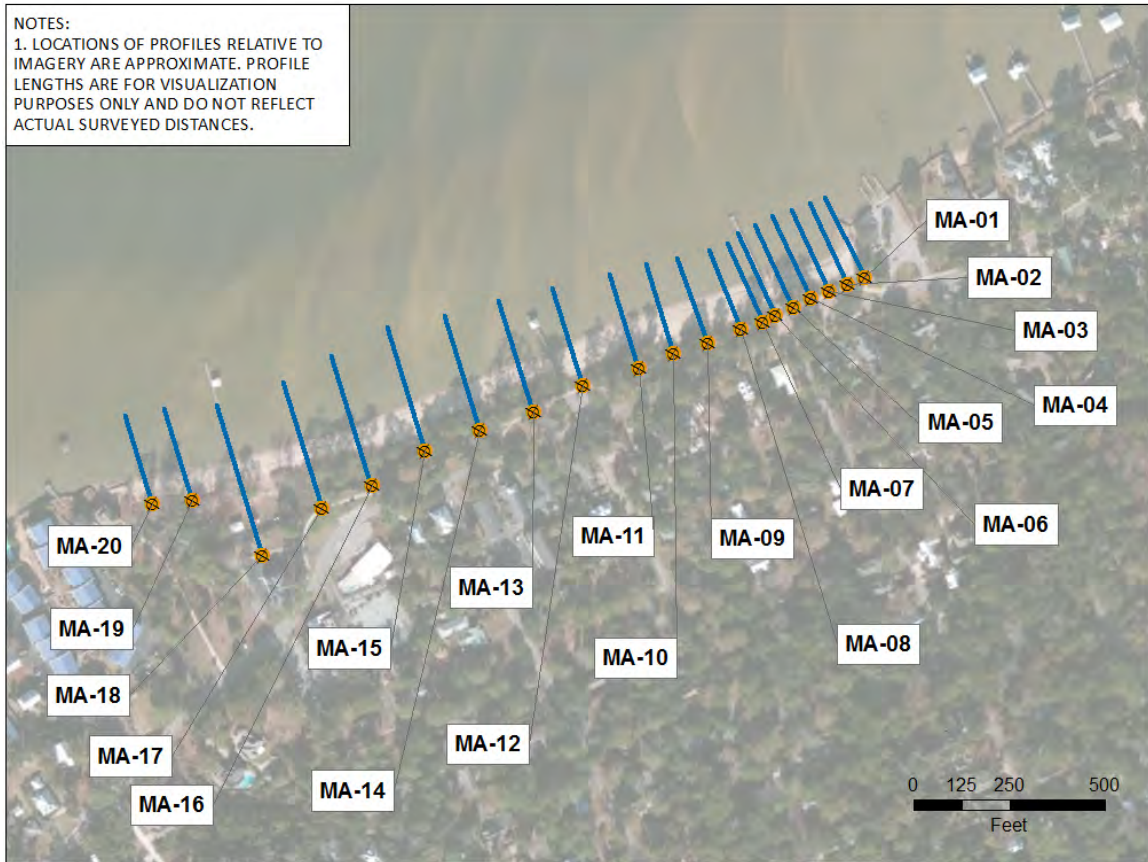 NOTES:
1. LOCATIONS OF PROFILES RELATIVE TO
IMAGERY ARE APPROXIMATE. PROFILE
LENGTHS ARE FOR VISUALIZATION
PURPOSES ONLY AND DO NOT REFLECT
ACTUAL SURVEYED DISTANCES.
MA-01
MA-02
MA-03
MA-04
MA-05
MA-06
MA-07
MA-08
MA-09
MA-10
MA-11
MA-12
MA-13
MA-14
MA-15
MA-16
MA-17
MA-18
MA-19
MA-20
0 125 250 500
Feet